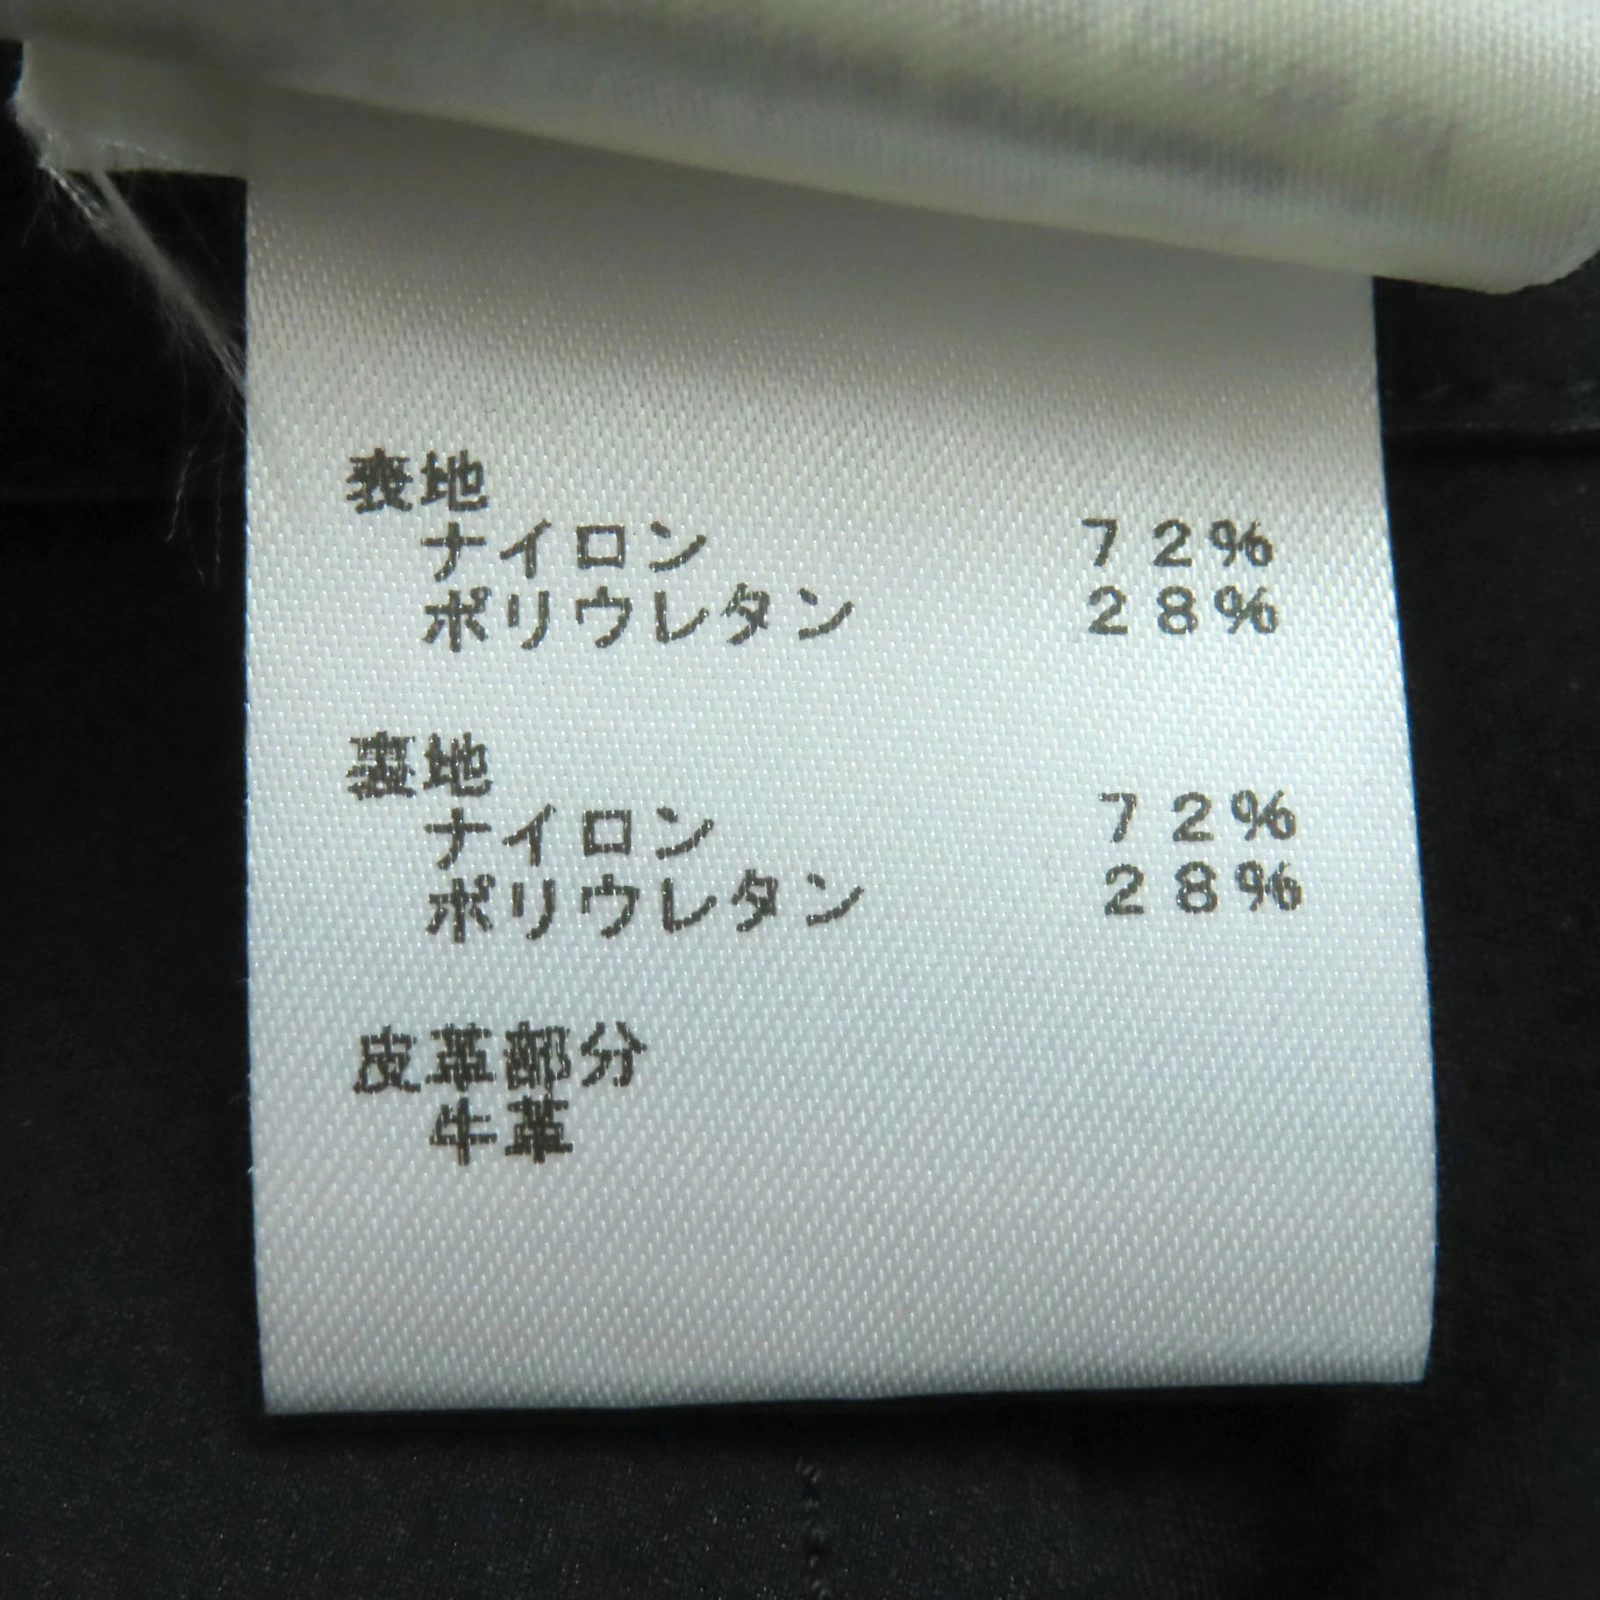 表地
ナイロン 72%
ポリウレタン 28%
裏地
ナイロン 72%
ポリウレタン 28%
皮革部分
牛革